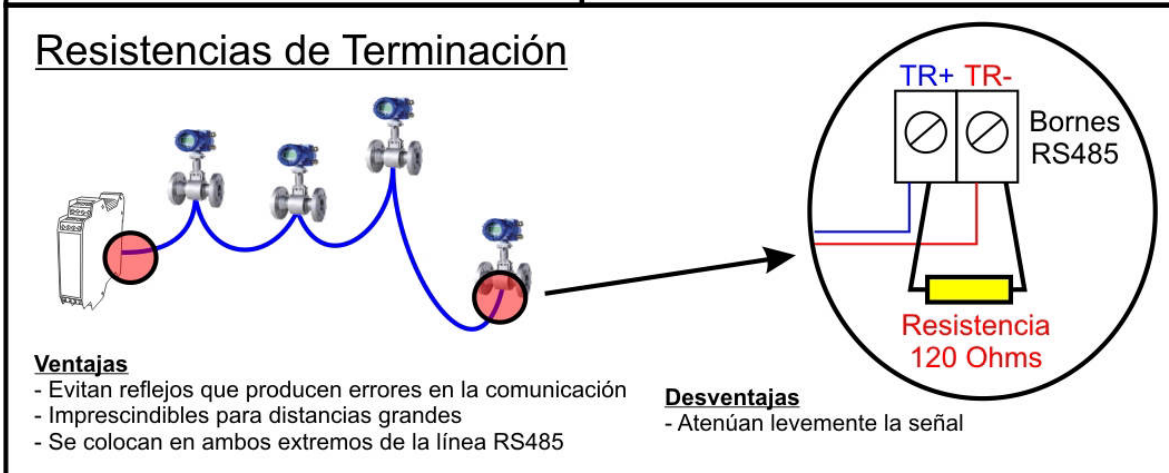 Resistencias de Terminación
TR+ TR-
Bornes
RS485
Resistencia
120 Ohms
Ventajas
- Evitan reflejos que producen errores en la comunicación
- Imprescindibles para distancias grandes
- Se colocan en ambos extremos de la línea RS485
Desventajas
- Atenúan levemente la señal